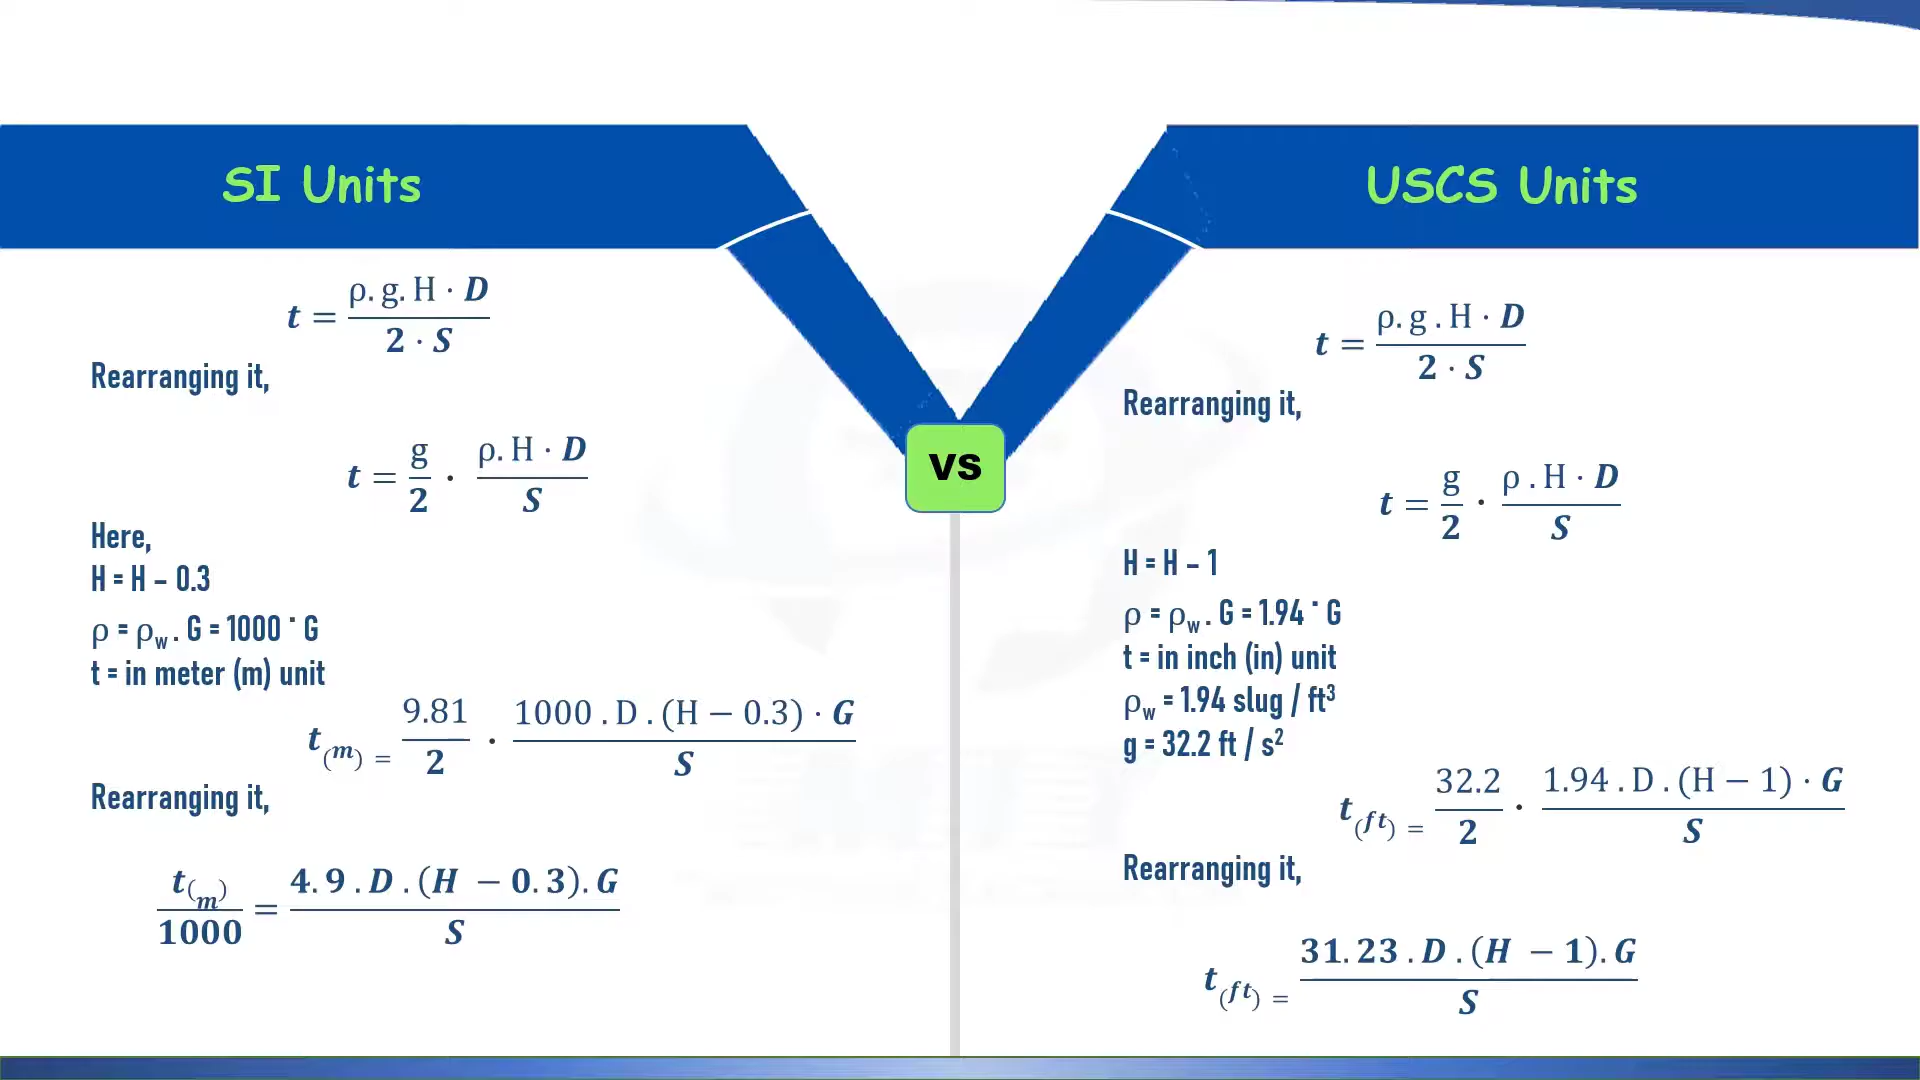 SI Units
t = ρ. g. H · D / 2 · S
Rearranging it,
t = g / 2 · ρ. H · D / S
Here,
H = H – 0.3
ρ = ρw . G = 1000 · G
t = in meter (m) unit
t(m) = 9.81 / 2 · 1000 . D . (H − 0.3) · G / S
Rearranging it,
t(m) / 1000 = 4. 9 . D . (H − 0. 3). G / S
VS
USCS Units
t = ρ. g . H · D / 2 · S
Rearranging it,
t = g / 2 · ρ . H · D / S
H = H – 1
ρ = ρw . G = 1.94 · G
t = in inch (in) unit
ρw = 1.94 slug / ft³
g = 32.2 ft / s²
t(ft) = 32.2 / 2 · 1.94 . D . (H − 1) · G / S
Rearranging it,
t(ft) = 31. 23 . D . (H − 1). G / S